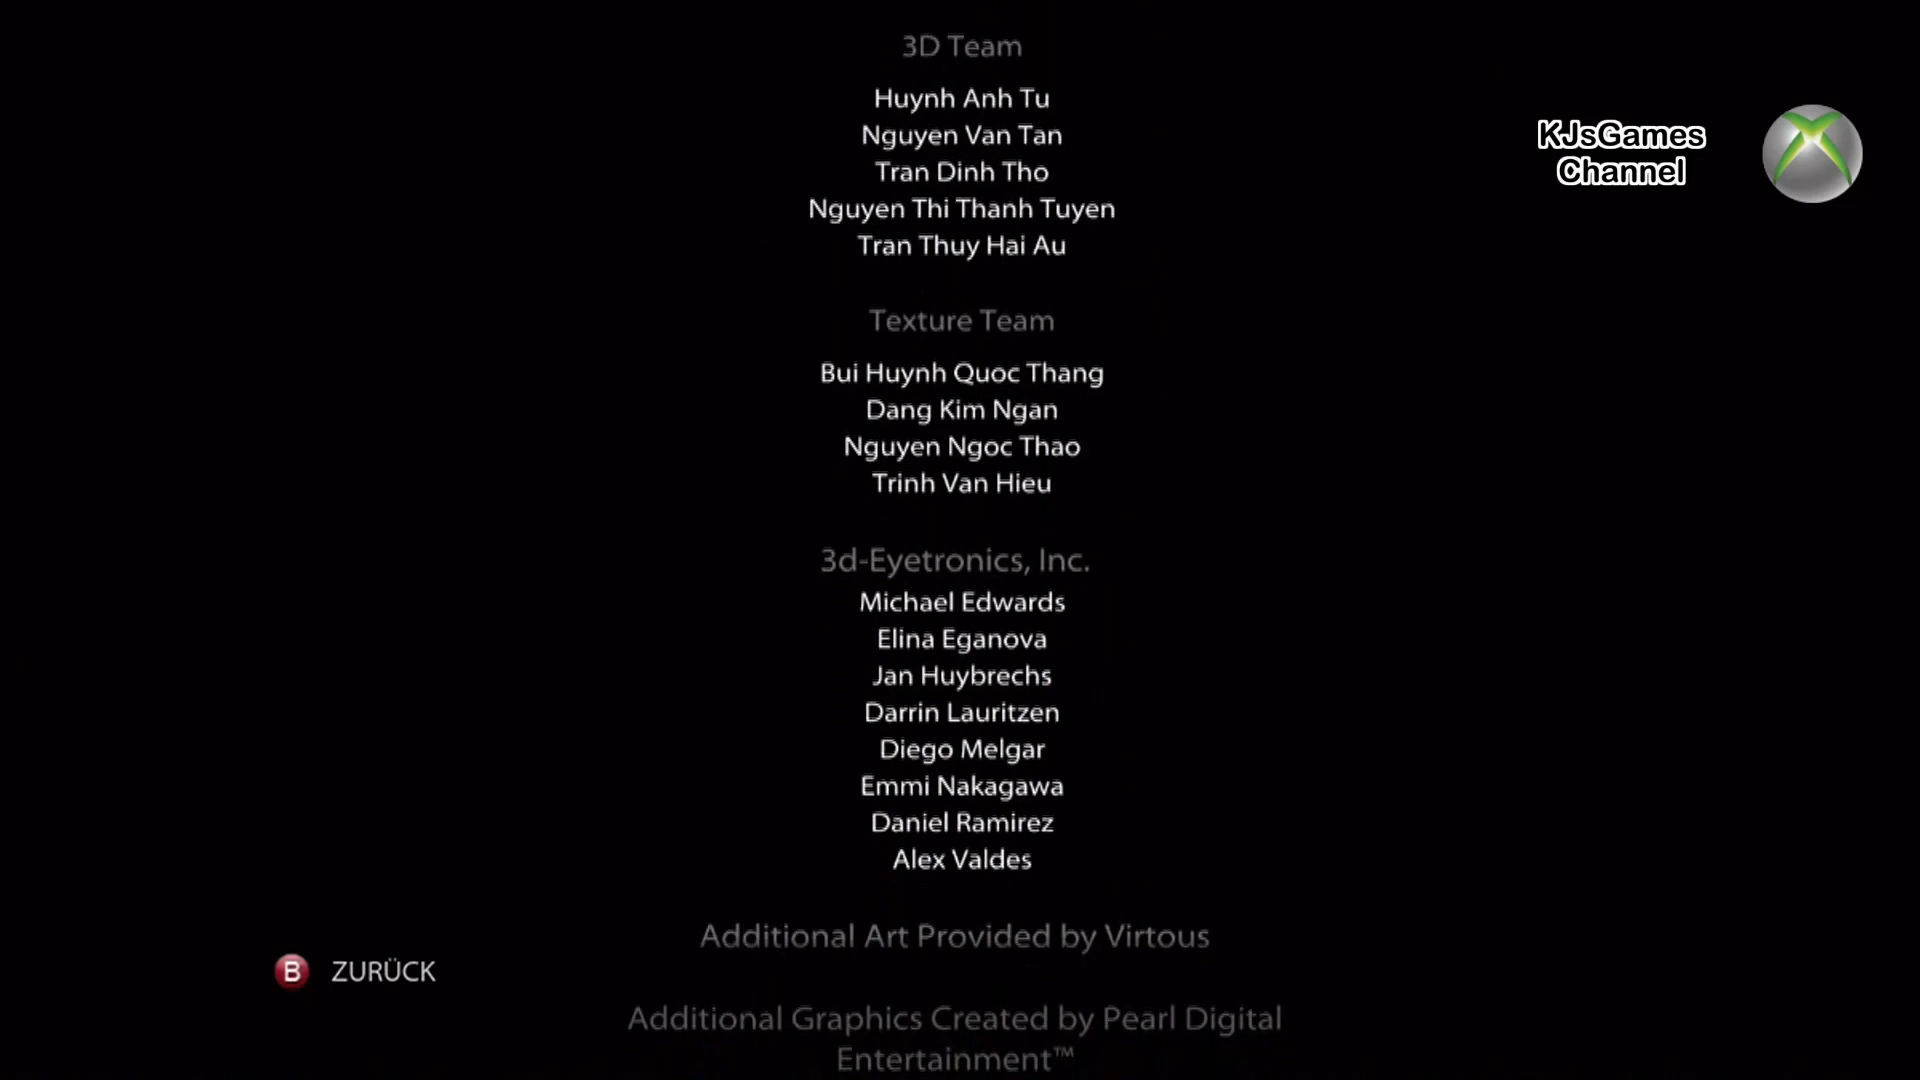 3D Team
Huynh Anh Tu
Nguyen Van Tan
Tran Dinh Tho
Nguyen Thi Thanh Tuyen
Tran Thuy Hai Au
Texture Team
Bui Huynh Quoc Thang
Dang Kim Ngan
Nguyen Ngoc Thao
Trinh Van Hieu
3d-Eyetronics, Inc.
Michael Edwards
Elina Eganova
Jan Huybrechs
Darrin Lauritzen
Diego Melgar
Emmi Nakagawa
Daniel Ramirez
Alex Valdes
Additional Art Provided by Virtous
Additional Graphics Created by Pearl Digital
Entertainment™
B ZURÜCK
KJsGames
Channel